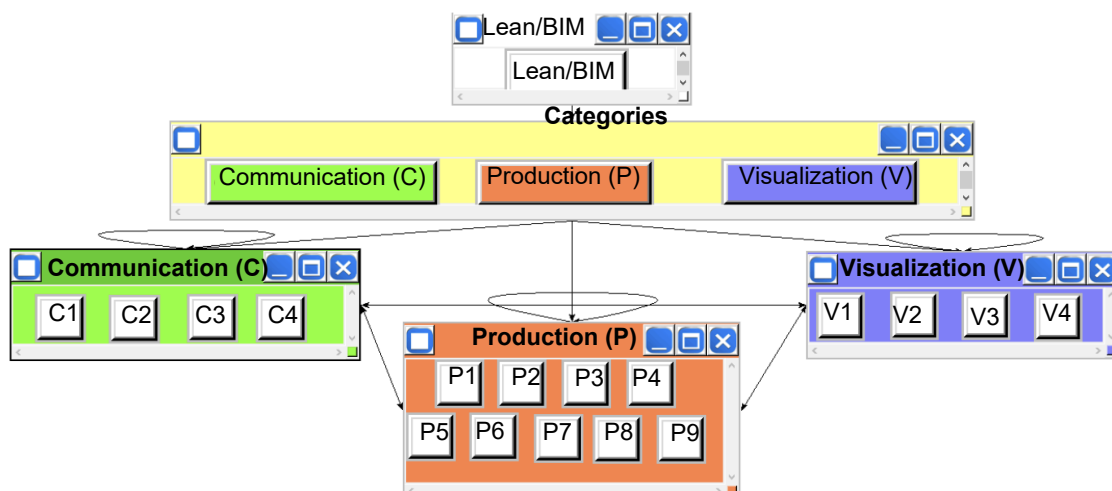 Lean/BIM
Lean/BIM
Categories
Communication (C) Production (P) Visualization (V)
Communication (C)
C1 C2 C3 C4
Visualization (V)
V1 V2 V3 V4
Production (P)
P1 P2 P3 P4
P5 P6 P7 P8 P9